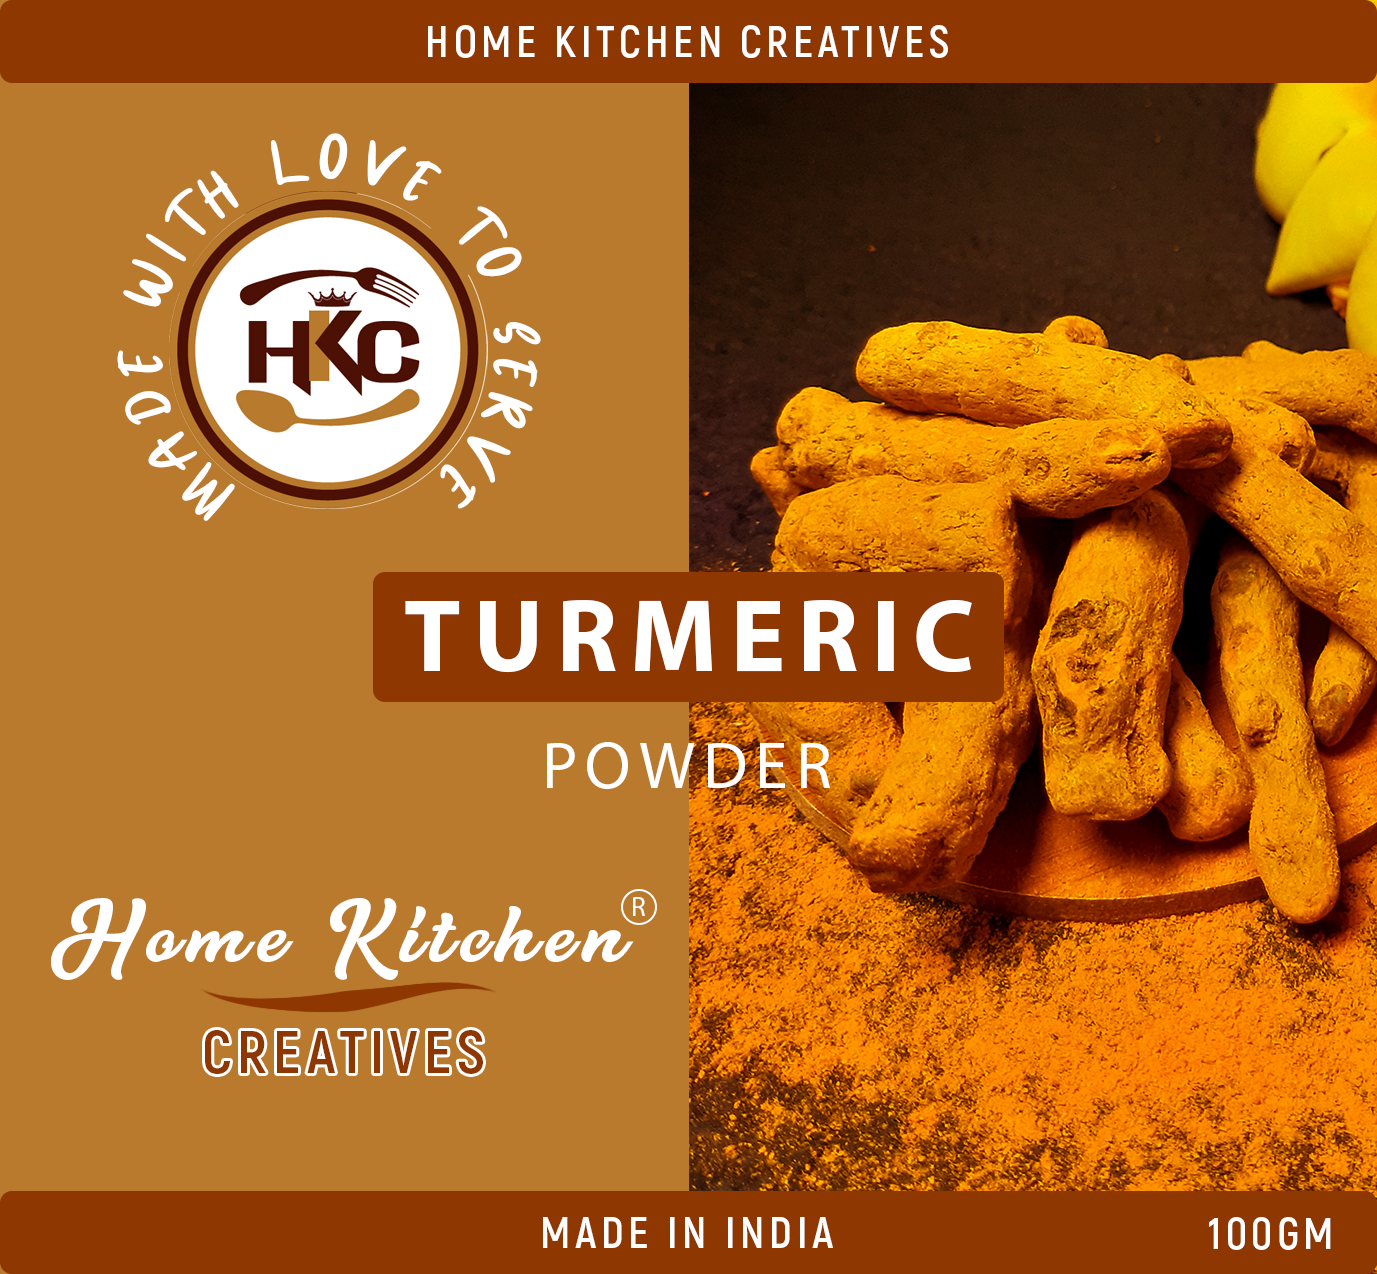 HOME KITCHEN CREATIVES
MADE WITH LOVE TO SERVE
HKC
TURMERIC
POWDER
Home Kitchen®
CREATIVES
MADE IN INDIA
100GM